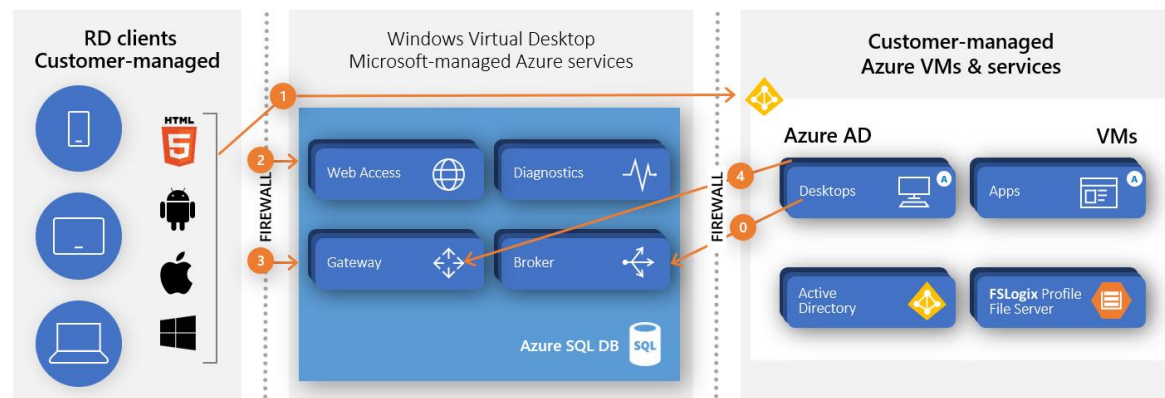 RD clients
Customer-managed
HTML
5
FIREWALL
Windows Virtual Desktop
Microsoft-managed Azure services
1
2
3
Web Access
Diagnostics
Gateway
Broker
Azure SQL DB
SQL
FIREWALL
4
0
Customer-managed
Azure VMs & services
Azure AD
VMs
Desktops
A
Apps
A
Active
Directory
FSLogix Profile
File Server